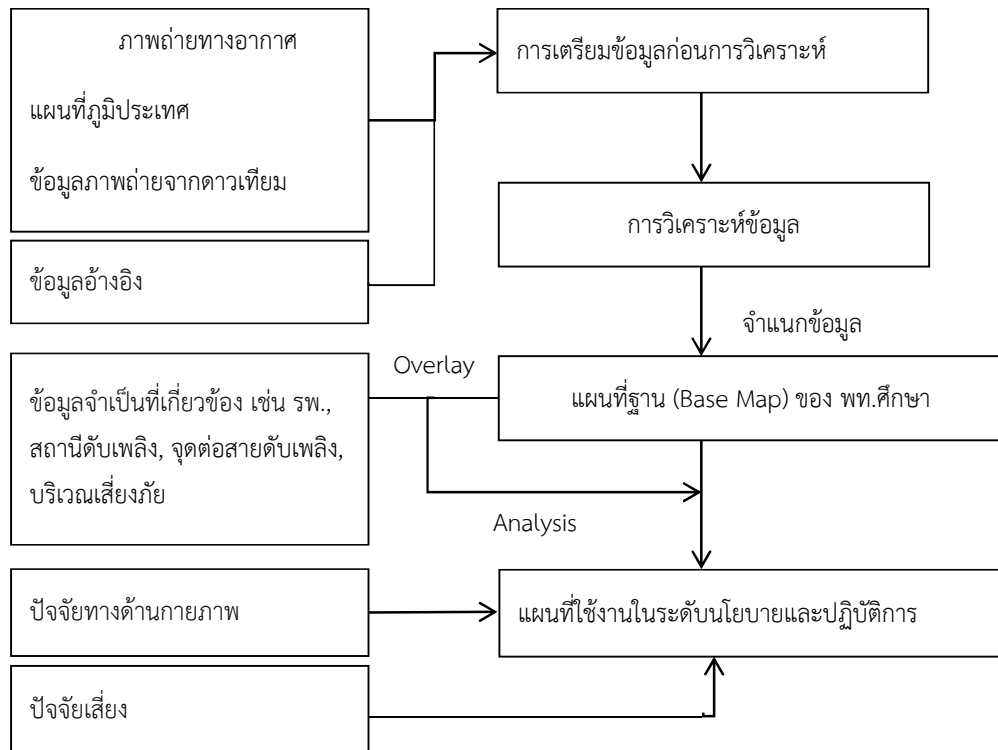 ภาพถ่ายทางอากาศ
แผนที่ภูมิประเทศ
ข้อมูลภาพถ่ายจากดาวเทียม
ข้อมูลอ้างอิง
การเตรียมข้อมูลก่อนการวิเคราะห์
การวิเคราะห์ข้อมูล
จำแนกข้อมูล
Overlay
ข้อมูลจำเป็นที่เกี่ยวข้อง เช่น รพ.,
สถานีดับเพลิง, จุดต่อสายดับเพลิง,
บริเวณเสี่ยงภัย
แผนที่ฐาน (Base Map) ของ พท.ศึกษา
Analysis
ปัจจัยทางด้านกายภาพ
แผนที่ใช้งานในระดับนโยบายและปฏิบัติการ
ปัจจัยเสี่ยง